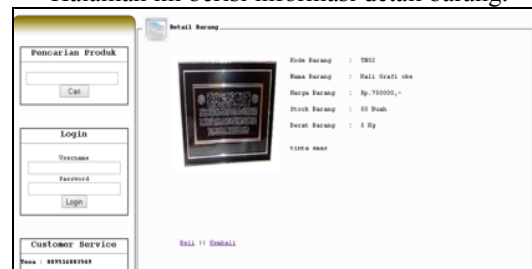 Halaman ini berisi informasi detail barang.
Detail Barang
Pencarian Produk
Cari
Login
Username
Password
Login
Customer Service
Kode Barang :
Nama Barang : Kali Grafi
Harga Barang : Rp.750000,-
Stock Barang : 50 Buah
Berat Barang : 5 Kg
tinta emas
Beli || Kembali